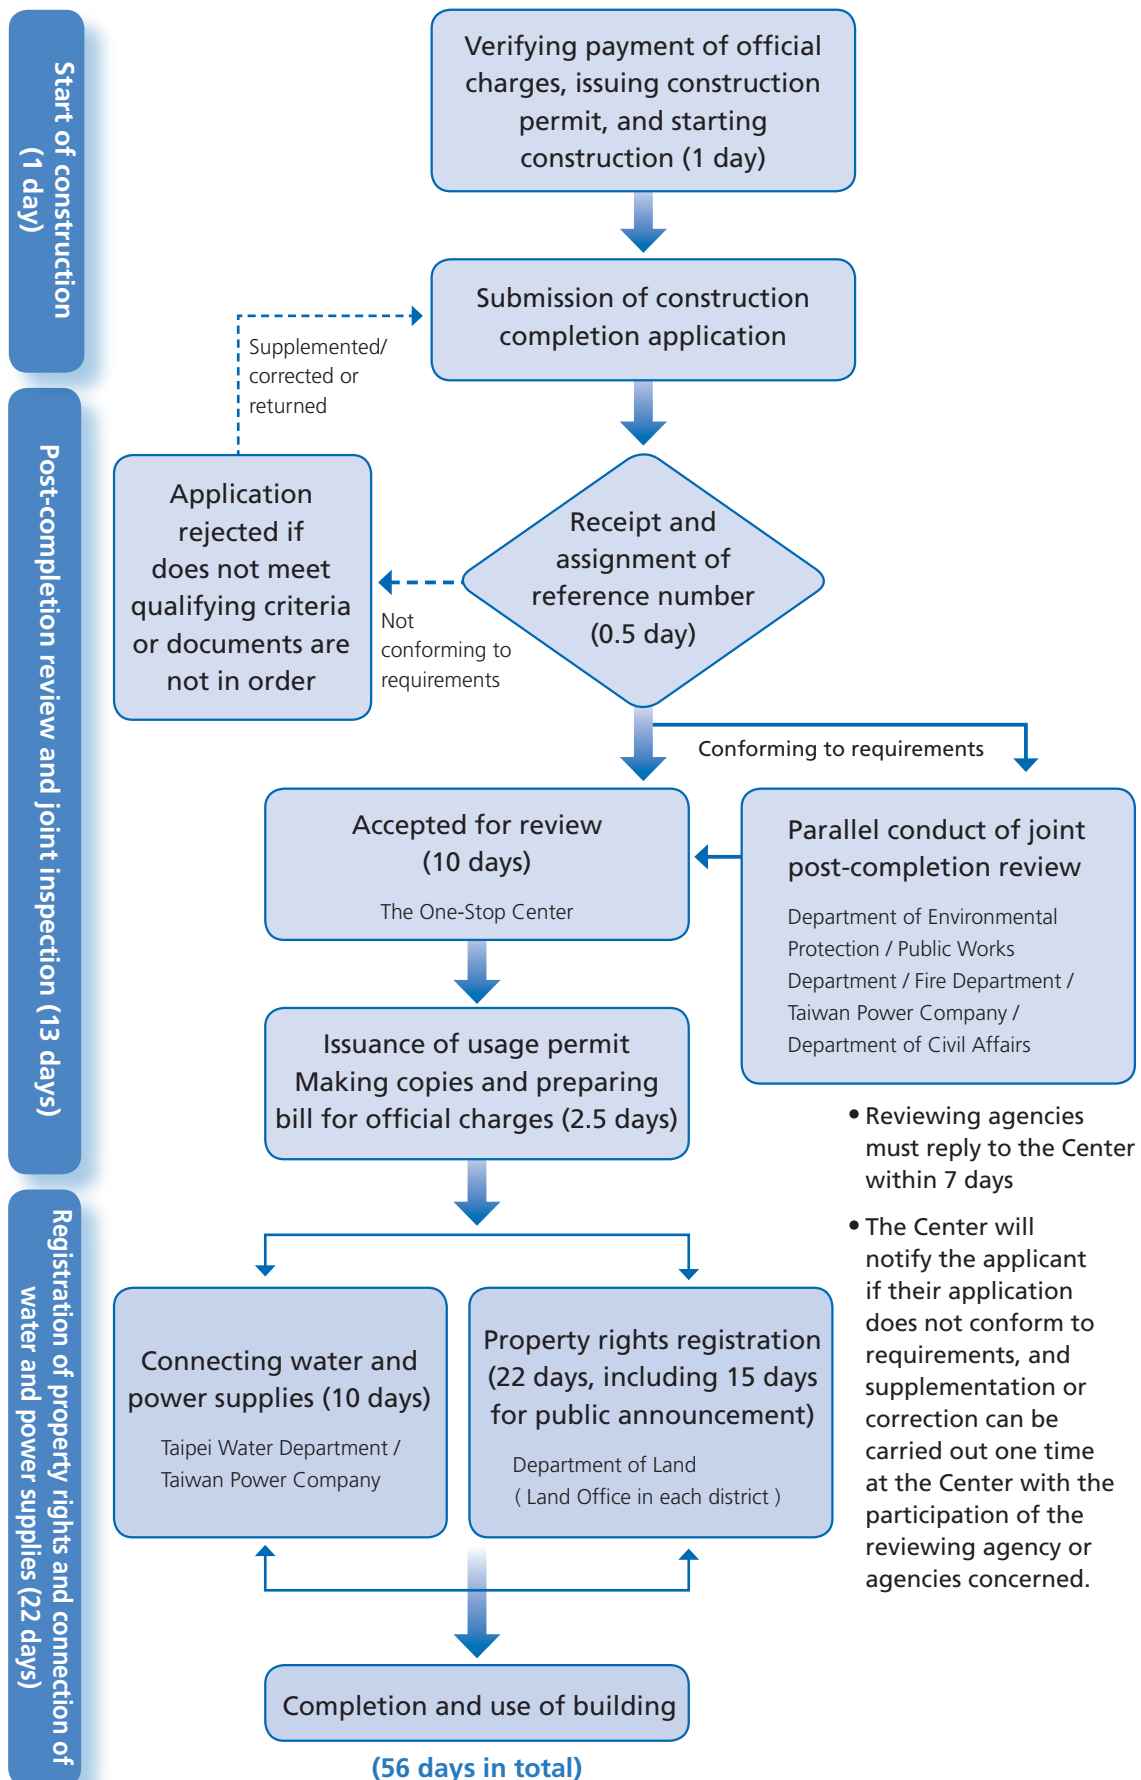 Start of construction
(1 day)
Verifying payment of official
charges, issuing construction
permit, and starting
construction (1 day)
Submission of construction
completion application
Supplemented/
corrected or
returned
Post-completion review and joint inspection (13 days)
Application
rejected if
does not meet
qualifying criteria
or documents are
not in order
Not
conforming to
requirements
Receipt and
assignment of
reference number
(0.5 day)
Conforming to requirements
Accepted for review
(10 days)
The One-Stop Center
Parallel conduct of joint
post-completion review
Department of Environmental
Protection / Public Works
Department / Fire Department /
Taiwan Power Company /
Department of Civil Affairs
Issuance of usage permit
Making copies and preparing
bill for official charges (2.5 days)
• Reviewing agencies
must reply to the Center
within 7 days
• The Center will
notify the applicant
if their application
does not conform to
requirements, and
supplementation or
correction can be
carried out one time
at the Center with the
participation of the
reviewing agency or
agencies concerned.
Registration of property rights and connection of
water and power supplies (22 days)
Connecting water and
power supplies (10 days)
Taipei Water Department /
Taiwan Power Company
Property rights registration
(22 days, including 15 days
for public announcement)
Department of Land
( Land Office in each district )
Completion and use of building
(56 days in total)